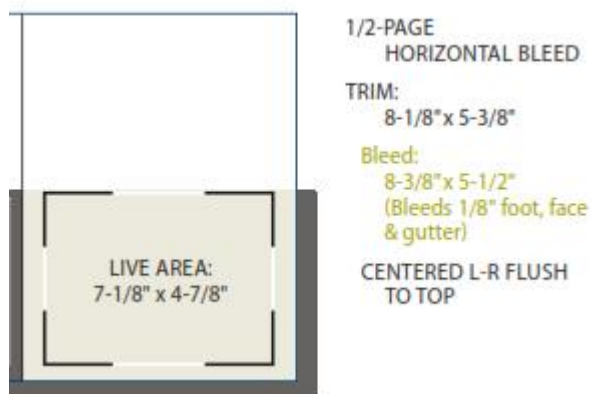 1/2-PAGE
HORIZONTAL BLEED
TRIM:
8-1/8"x 5-3/8"
Bleed:
8-3/8"x 5-1/2"
(Bleeds 1/8" foot, face
& gutter)
CENTERED L-R FLUSH
TO TOP
LIVE AREA:
7-1/8" x 4-7/8"